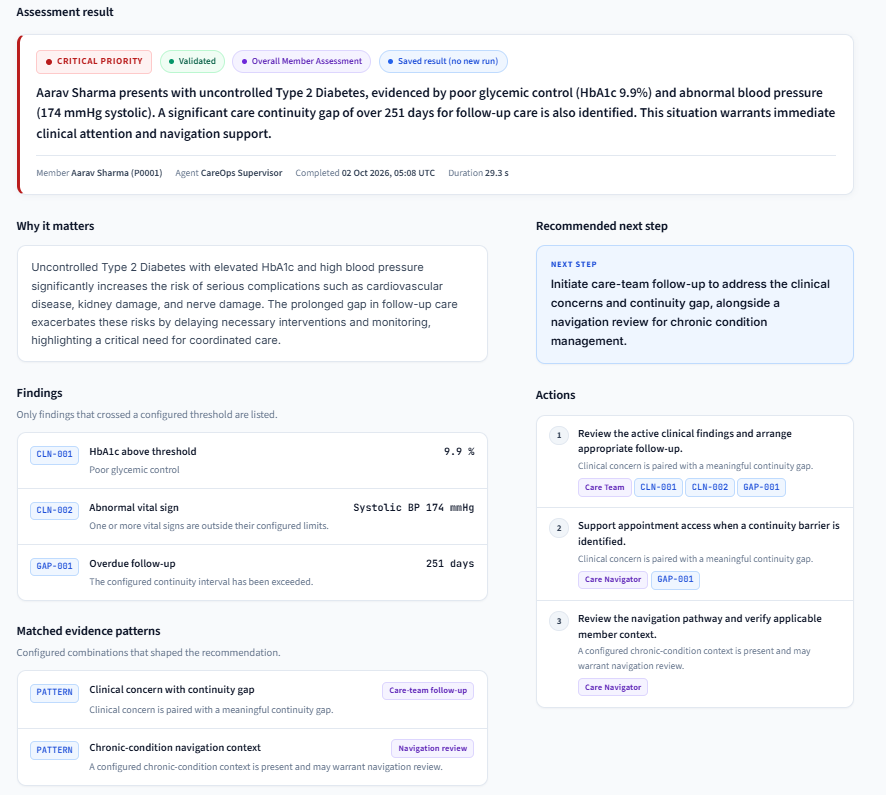 Assessment result
CRITICAL PRIORITY
Validated
Overall Member Assessment
Saved result (no new run)
Aarav Sharma presents with uncontrolled Type 2 Diabetes, evidenced by poor glycemic control (HbA1c 9.9%) and abnormal blood pressure
(174 mmHg systolic). A significant care continuity gap of over 251 days for follow-up care is also identified. This situation warrants immediate
clinical attention and navigation support.
Member Aarav Sharma (P0001) Agent CareOps Supervisor Completed 02 Oct 2026, 05:08 UTC Duration 29.3 s
Why it matters
Uncontrolled Type 2 Diabetes with elevated HbA1c and high blood pressure
significantly increases the risk of serious complications such as cardiovascular
disease, kidney damage, and nerve damage. The prolonged gap in follow-up care
exacerbates these risks by delaying necessary interventions and monitoring,
highlighting a critical need for coordinated care.
Findings
Only findings that crossed a configured threshold are listed.
CLN-001 HbA1c above threshold 9.9 %
Poor glycemic control
CLN-002 Abnormal vital sign Systolic BP 174 mmHg
One or more vital signs are outside their configured limits.
GAP-001 Overdue follow-up 251 days
The configured continuity interval has been exceeded.
Matched evidence patterns
Configured combinations that shaped the recommendation.
PATTERN Clinical concern with continuity gap Care-team follow-up
Clinical concern is paired with a meaningful continuity gap.
PATTERN Chronic-condition navigation context Navigation review
A configured chronic-condition context is present and may warrant navigation review.
Recommended next step
NEXT STEP
Initiate care-team follow-up to address the clinical
concerns and continuity gap, alongside a
navigation review for chronic condition
management.
Actions
1 Review the active clinical findings and arrange
appropriate follow-up.
Clinical concern is paired with a meaningful continuity gap.
Care Team CLN-001 CLN-002 GAP-001
2 Support appointment access when a continuity barrier is
identified.
Clinical concern is paired with a meaningful continuity gap.
Care Navigator GAP-001
3 Review the navigation pathway and verify applicable
member context.
A configured chronic-condition context is present and may
warrant navigation review.
Care Navigator